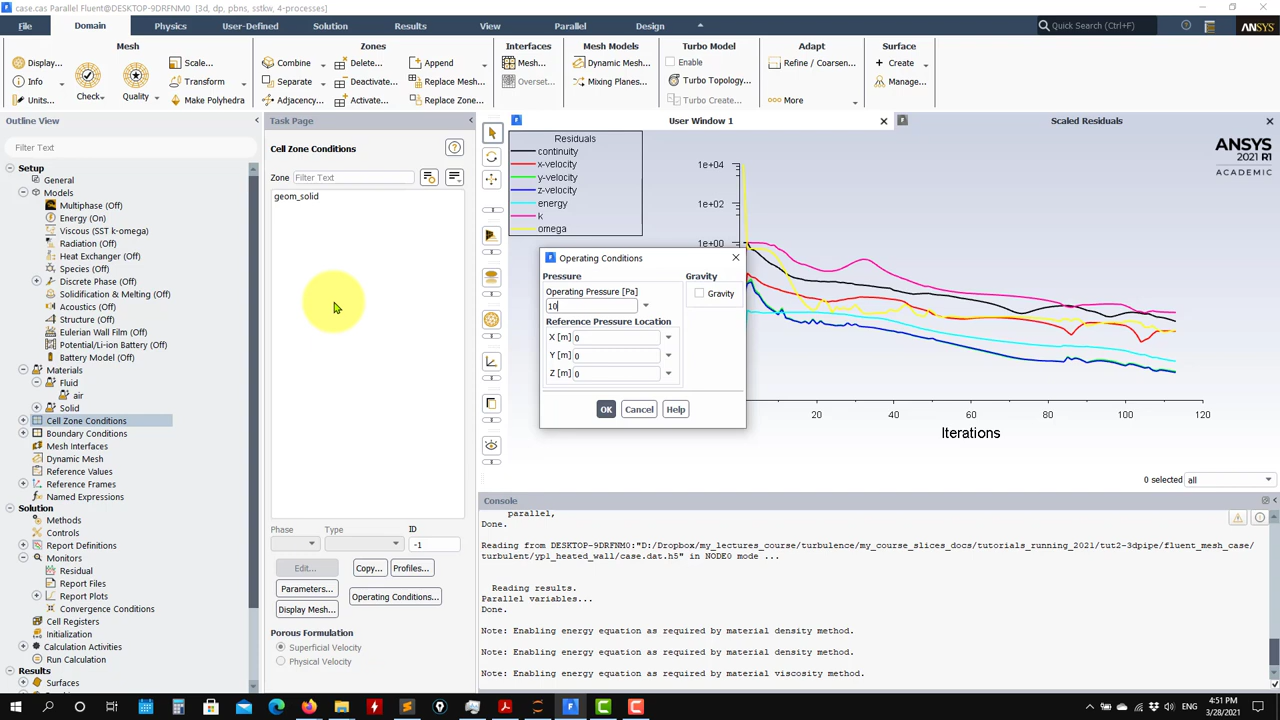 case.cas Parallel Fluent@DESKTOP-9DRFNM0 [3d, dp, pbns, sstkw, 4-processes]
File Domain Physics User-Defined Solution Results View Parallel Design Quick Search (Ctrl+F) ANSYS
Mesh Zones Interfaces Mesh Models Turbo Model Adapt Surface
Display... Scale... Combine Delete... Append Mesh... Dynamic Mesh... Enable Refine / Coarsen... Create
Info Check Quality Transform Separate Deactivate... Replace Mesh... Overset... Mixing Planes... Turbo Topology... Manage...
Units... Make Polyhedra Adjacency... Activate... Replace Zone... Turbo Create... More
Outline View
Filter Text
Setup
General
Models
Multiphase (Off)
Energy (On)
Viscous (SST k-omega)
Radiation (Off)
Heat Exchanger (Off)
Species (Off)
Discrete Phase (Off)
Solidification & Melting (Off)
Acoustics (Off)
Structure (Off)
Eulerian Wall Film (Off)
Potential/Li-ion Battery (Off)
Battery Model (Off)
Materials
Fluid
air
Solid
Cell Zone Conditions
Boundary Conditions
Mesh Interfaces
Dynamic Mesh
Reference Values
Reference Frames
Named Expressions
Solution
Methods
Controls
Report Definitions
Monitors
Residual
Report Files
Report Plots
Convergence Conditions
Cell Registers
Initialization
Calculation Activities
Run Calculation
Results
Surfaces
Task Page
Cell Zone Conditions
Zone Filter Text
geom_solid
Phase Type ID
-1
Edit... Copy... Profiles...
Parameters... Operating Conditions...
Display Mesh...
Porous Formulation
Superficial Velocity
Physical Velocity
User Window 1 Scaled Residuals
Residuals
continuity
x-velocity
y-velocity
z-velocity
energy
k
omega
ANSYS
2021 R1
ACADEMIC
1e+04
1e+02
1e+00
20 40 60 80 100 120
Iterations
Operating Conditions
Pressure Gravity
Operating Pressure [Pa] Gravity
10
Reference Pressure Location
X [m] 0
Y [m] 0
Z [m] 0
OK Cancel Help
0 selected all
Console
parallel,
Done.
Reading from DESKTOP-9DRFNM0:"D:/Dropbox/my_lectures_course/turbulence/my_course_slices_docs/tutorials_running_2021/tut2-3dpipe/fluent_mesh_case/
turbulent/yp1_heated_wall/case.dat.h5" in NODE0 mode ...
Reading results.
Parallel variables...
Done.
Note: Enabling energy equation as required by material density method.
Note: Enabling energy equation as required by material density method.
Note: Enabling energy equation as required by material viscosity method.
ENG 4:51 PM
3/28/2021